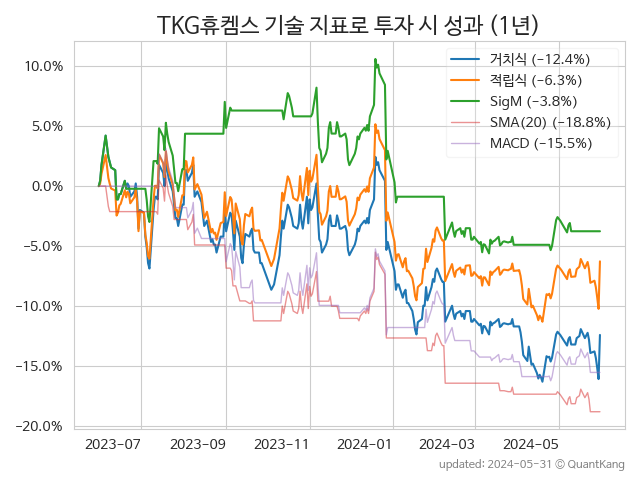 TKG휴켐스 기술 지표로 투자 시 성과 (1년)
거치식 (−12.4%)
적립식 (−6.3%)
SigM (−3.8%)
SMA(20) (−18.8%)
MACD (−15.5%)
10.0%
5.0%
0.0%
−5.0%
−10.0%
−15.0%
−20.0%
2023-07 2023-09 2023-11 2024-01 2024-03 2024-05
updated: 2024-05-31 © QuantKang